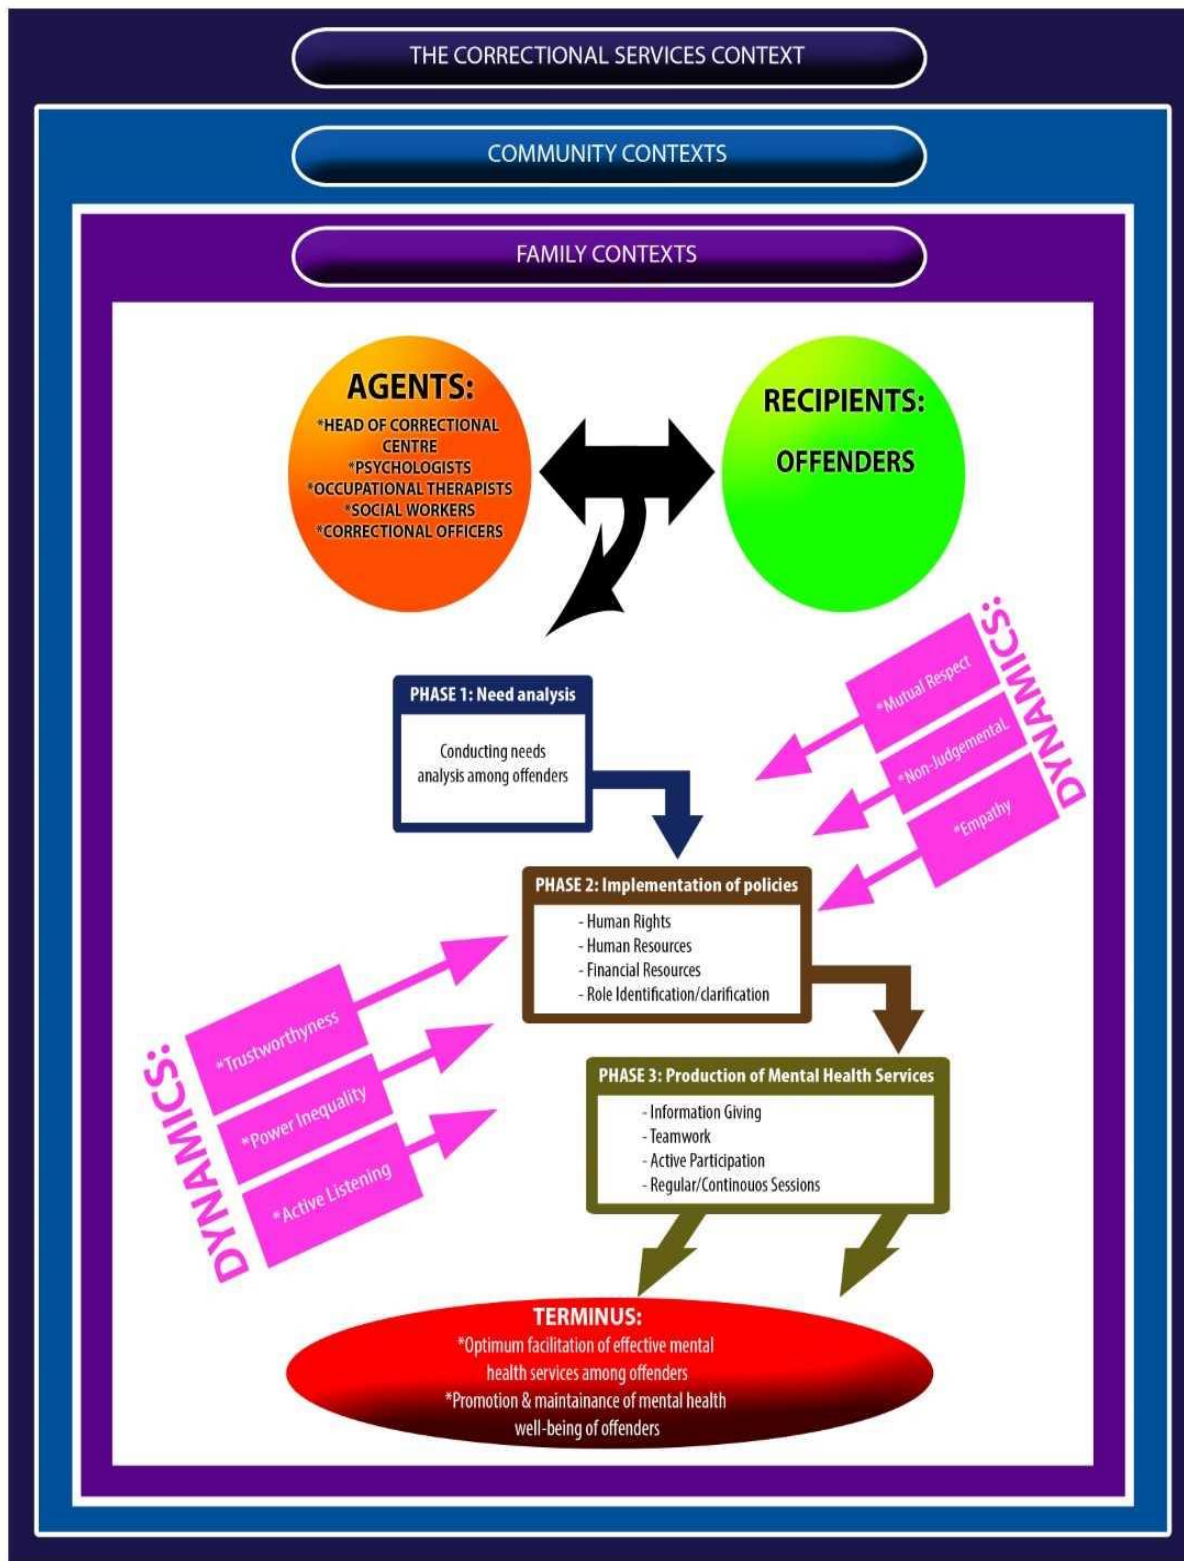 THE CORRECTIONAL SERVICES CONTEXT
COMMUNITY CONTEXTS
FAMILY CONTEXTS
AGENTS:
*HEAD OF CORRECTIONAL
CENTRE
*PSYCHOLOGISTS
*OCCUPATIONAL THERAPISTS
*SOCIAL WORKERS
*CORRECTIONAL OFFICERS
RECIPIENTS:
OFFENDERS
DYNAMICS:
*Mutual Respect
*Non-JudgementaL
*Empathy
PHASE 1: Need analysis
Conducting needs
analysis among offenders
PHASE 2: Implementation of policies
- Human Rights
- Human Resources
- Financial Resources
- Role Identification/clarification
DYNAMICS:
*Trustworthyness
*Power Inequality
*Active Listening
PHASE 3: Production of Mental Health Services
- Information Giving
- Teamwork
- Active Participation
- Regular/Continouos Sessions
TERMINUS:
*Optimum facilitation of effective mental
health services among offenders
*Promotion & maintainance of mental health
well-being of offenders